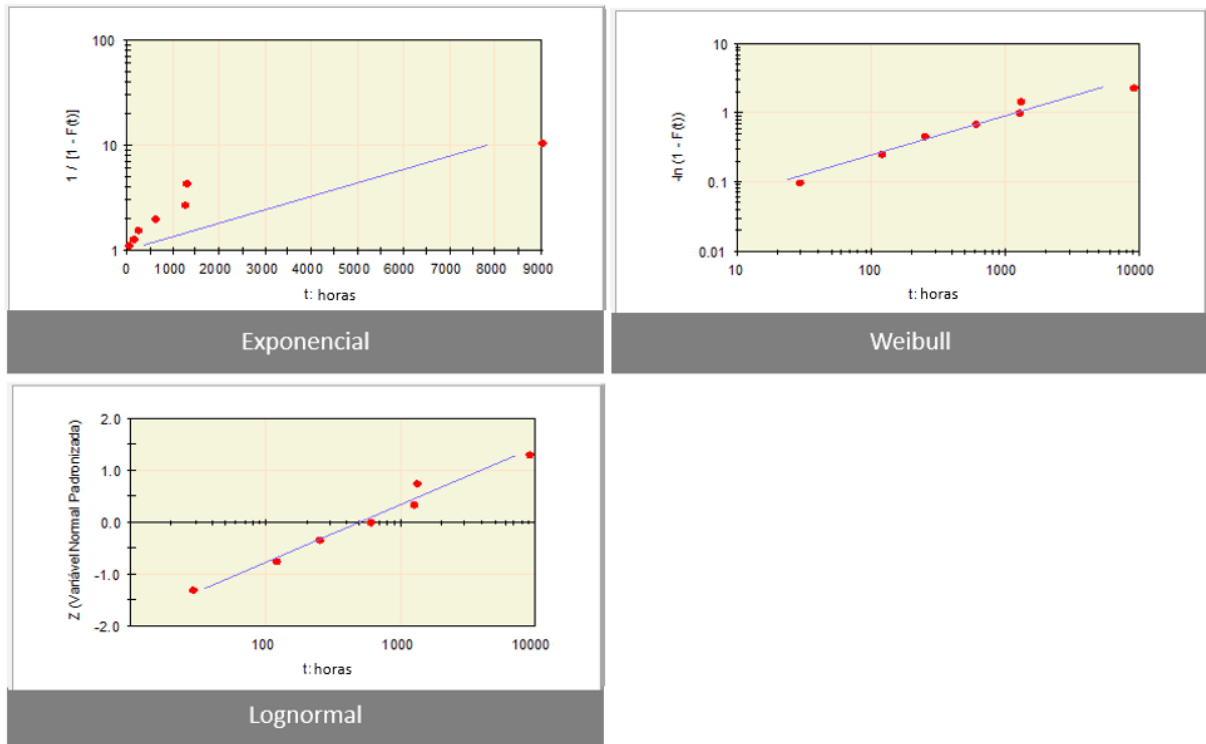 1 / [1 - F(t)]
100
10
1
0 1000 2000 3000 4000 5000 6000 7000 8000 9000
t: horas
Exponencial
-ln (1 - F(t))
10
1
0.1
0.01
10 100 1000 10000
t: horas
Weibull
Z (Variável Normal Padronizada)
2.0
1.0
0.0
-1.0
-2.0
100 1000 10000
t: horas
Lognormal